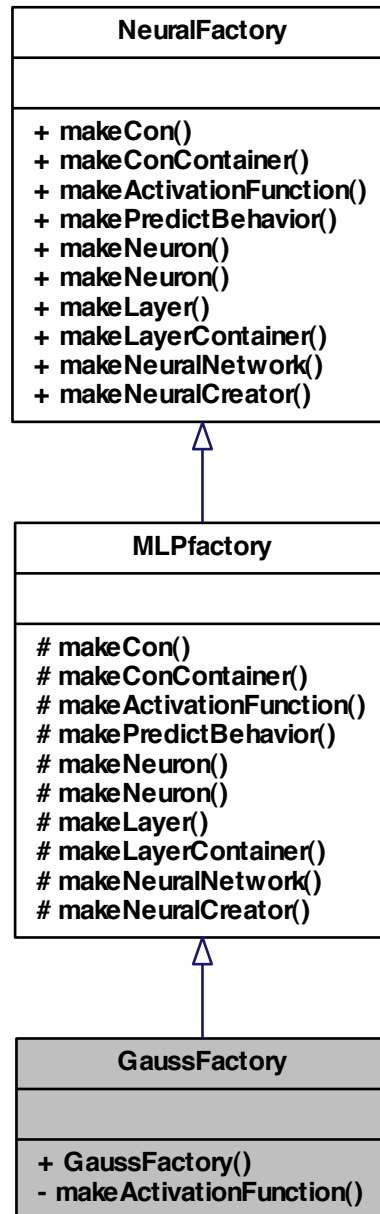 NeuralFactory
+ makeCon()
+ makeConContainer()
+ makeActivationFunction()
+ makePredictBehavior()
+ makeNeuron()
+ makeNeuron()
+ makeLayer()
+ makeLayerContainer()
+ makeNeuralNetwork()
+ makeNeuralCreator()
MLPfactory
# makeCon()
# makeConContainer()
# makeActivationFunction()
# makePredictBehavior()
# makeNeuron()
# makeNeuron()
# makeLayer()
# makeLayerContainer()
# makeNeuralNetwork()
# makeNeuralCreator()
GaussFactory
+ GaussFactory()
- makeActivationFunction()